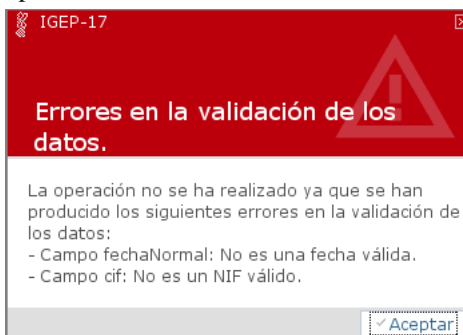 IGEP-17
Errores en la validación de los
datos.
La operación no se ha realizado ya que se han
producido los siguientes errores en la validación de
los datos:
- Campo fechaNormal: No es una fecha válida.
- Campo cif: No es un NIF válido.
Aceptar